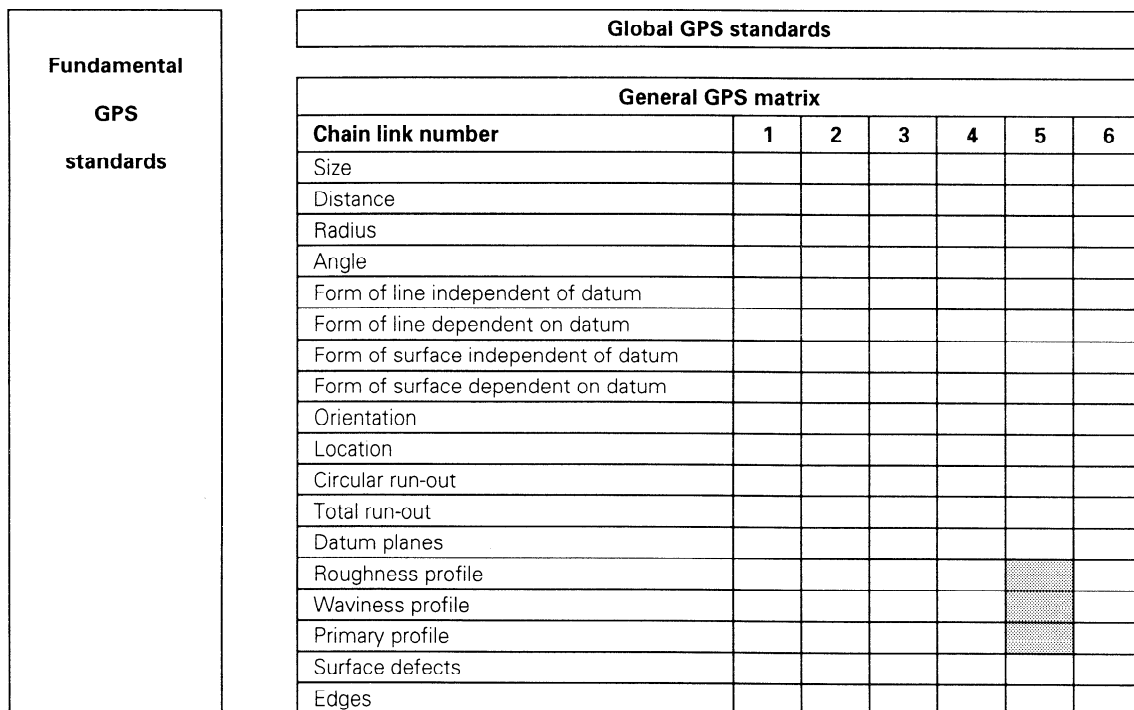 Fundamental
GPS
standards
Global GPS standards
General GPS matrix
Chain link number 1 2 3 4 5 6
Size
Distance
Radius
Angle
Form of line independent of datum
Form of line dependent on datum
Form of surface independent of datum
Form of surface dependent on datum
Orientation
Location
Circular run-out
Total run-out
Datum planes
Roughness profile
Waviness profile
Primary profile
Surface defects
Edges